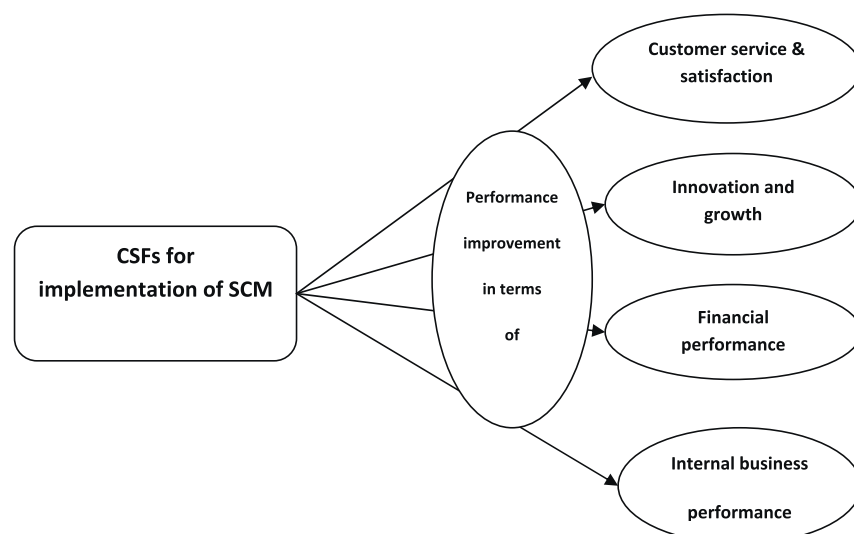 CSFs for
implementation of SCM
Performance
improvement
in terms
of
Customer service &
satisfaction
Innovation and
growth
Financial
performance
Internal business
performance